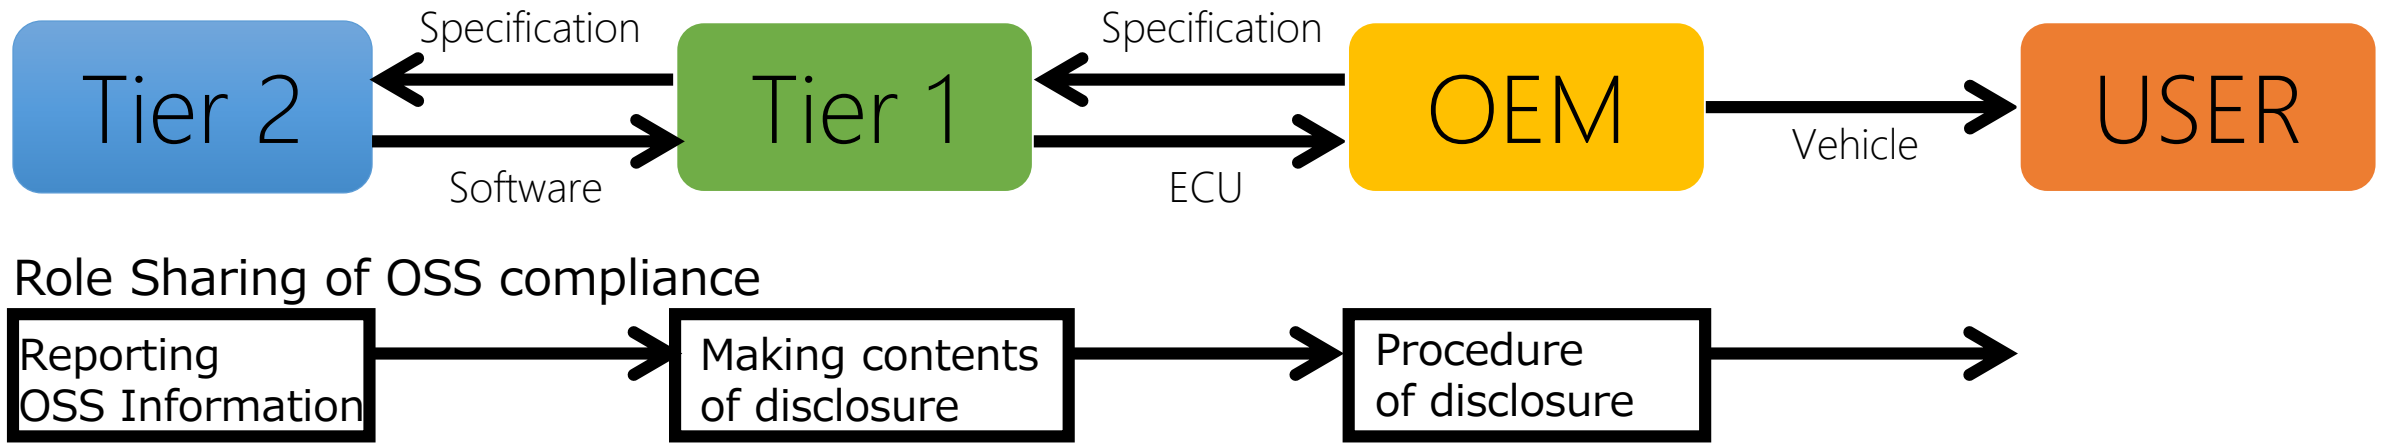 Specification
Specification
Tier 2
Tier 1
OEM
USER
Vehicle
Software
ECU
Role Sharing of OSS compliance
Reporting
OSS Information
Making contents
of disclosure
Procedure
of disclosure